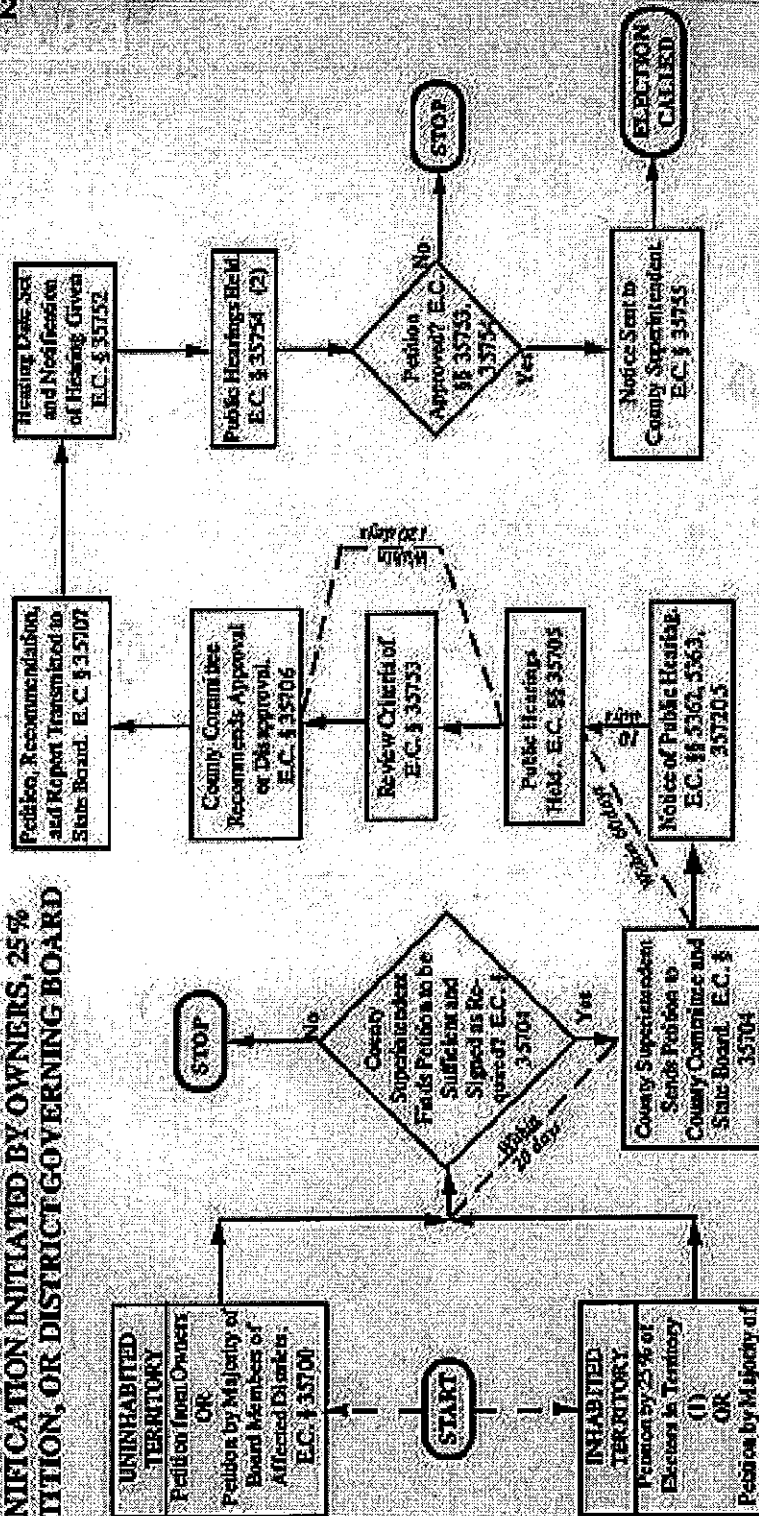 NIFICATION INITIATED BY OWNERS, 25%
TITION, OR DISTRICT GOVERNING BOARD
UNINHABITED
TERRITORY
Petition from Owners
OR
Petition by Majority of
Board Members of
Affected Districts.
E.C. § 35700
START
INHABITED
TERRITORY
Petition by 25% of
Electors in Territory
(1)
OR
Petition by Majority of
Within
20 days
STOP
No
County
Superintendent
Finds Petition to be
Sufficient and
Signed as Re-
quired? E.C. §
35704
Yes
County Superintendent
Sends Petition to
County Committee and
State Board. E.C. §
35704
Within 60 days
Notice of Public Hearing.
E.C. §§ 5362, 5363,
35720.5
Public Hearings
Held. E.C. §§ 35705
Review Criteria of
E.C. § 35753
Within
120 days
County Committee
Recommends Approval
or Disapproval.
E.C. § 35706
Petition, Recommendation,
and Report Transmitted to
State Board. E.C. § 35707
Hearing Date Set
and Notification
of Hearing Given
E.C. § 35752
Public Hearings Held
E.C. § 35754 (2)
Petition
Approved? E.C.
§§ 35753,
35754
No
STOP
Yes
Notice Sent to
County Superintendent
E.C. § 35755
ELECTION
CALLED